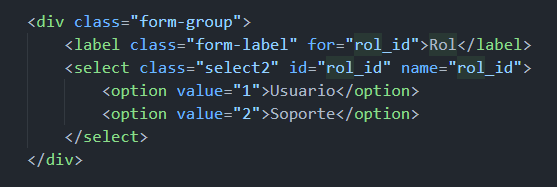 <div class="form-group">
<label class="form-label" for="rol_id">Rol</label>
<select class="select2" id="rol_id" name="rol_id">
<option value="1">Usuario</option>
<option value="2">Soporte</option>
</select>
</div>